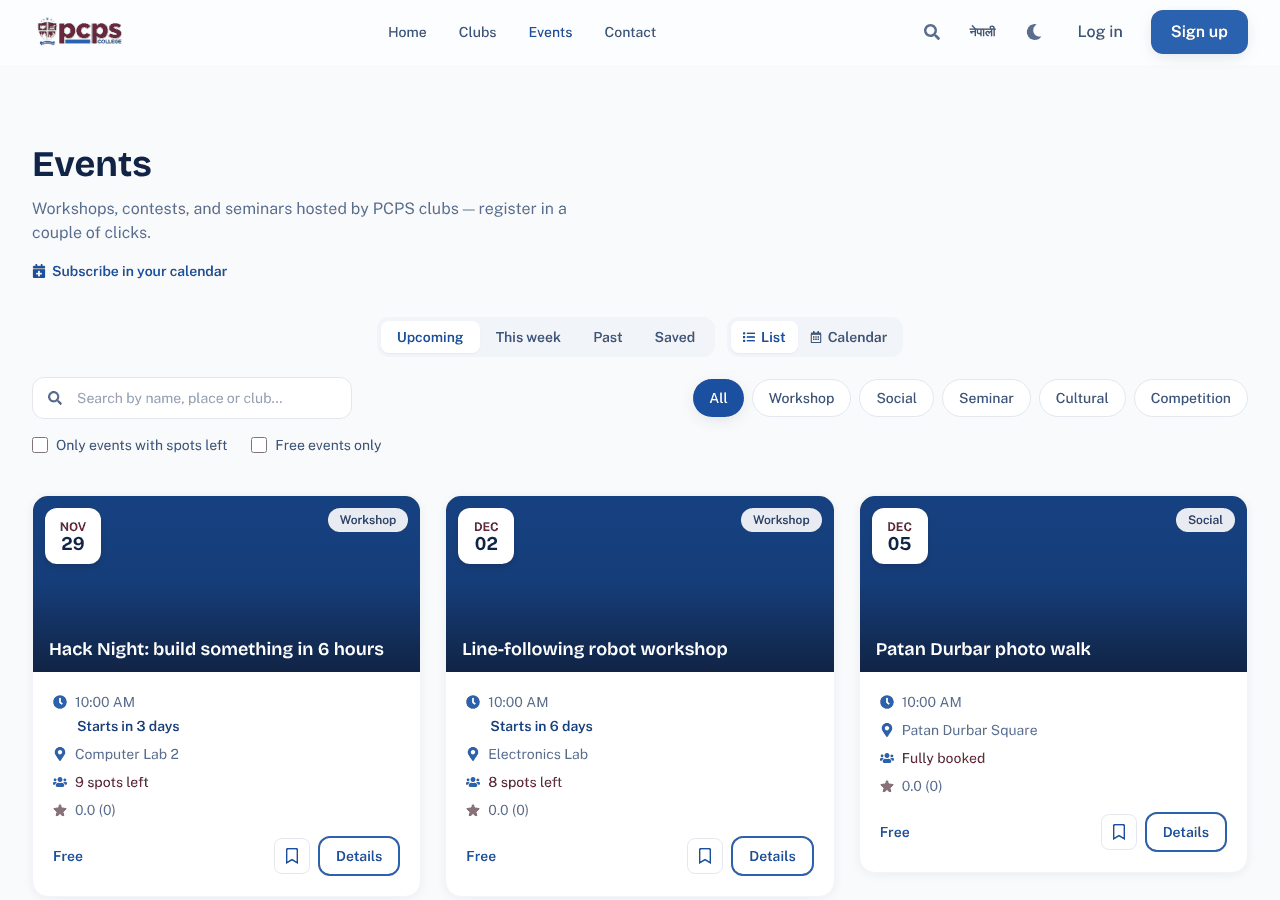 pcps
COLLEGE
Home Clubs Events Contact नेपाली Log in Sign up
Events
Workshops, contests, and seminars hosted by PCPS clubs — register in a
couple of clicks.
Subscribe in your calendar
Upcoming This week Past Saved List Calendar
Search by name, place or club...
All Workshop Social Seminar Cultural Competition
Only events with spots left Free events only
NOV
29
Workshop
Hack Night: build something in 6 hours
10:00 AM
Starts in 3 days
Computer Lab 2
9 spots left
0.0 (0)
Free Details
DEC
02
Workshop
Line-following robot workshop
10:00 AM
Starts in 6 days
Electronics Lab
8 spots left
0.0 (0)
Free Details
DEC
05
Social
Patan Durbar photo walk
10:00 AM
Patan Durbar Square
Fully booked
0.0 (0)
Free Details